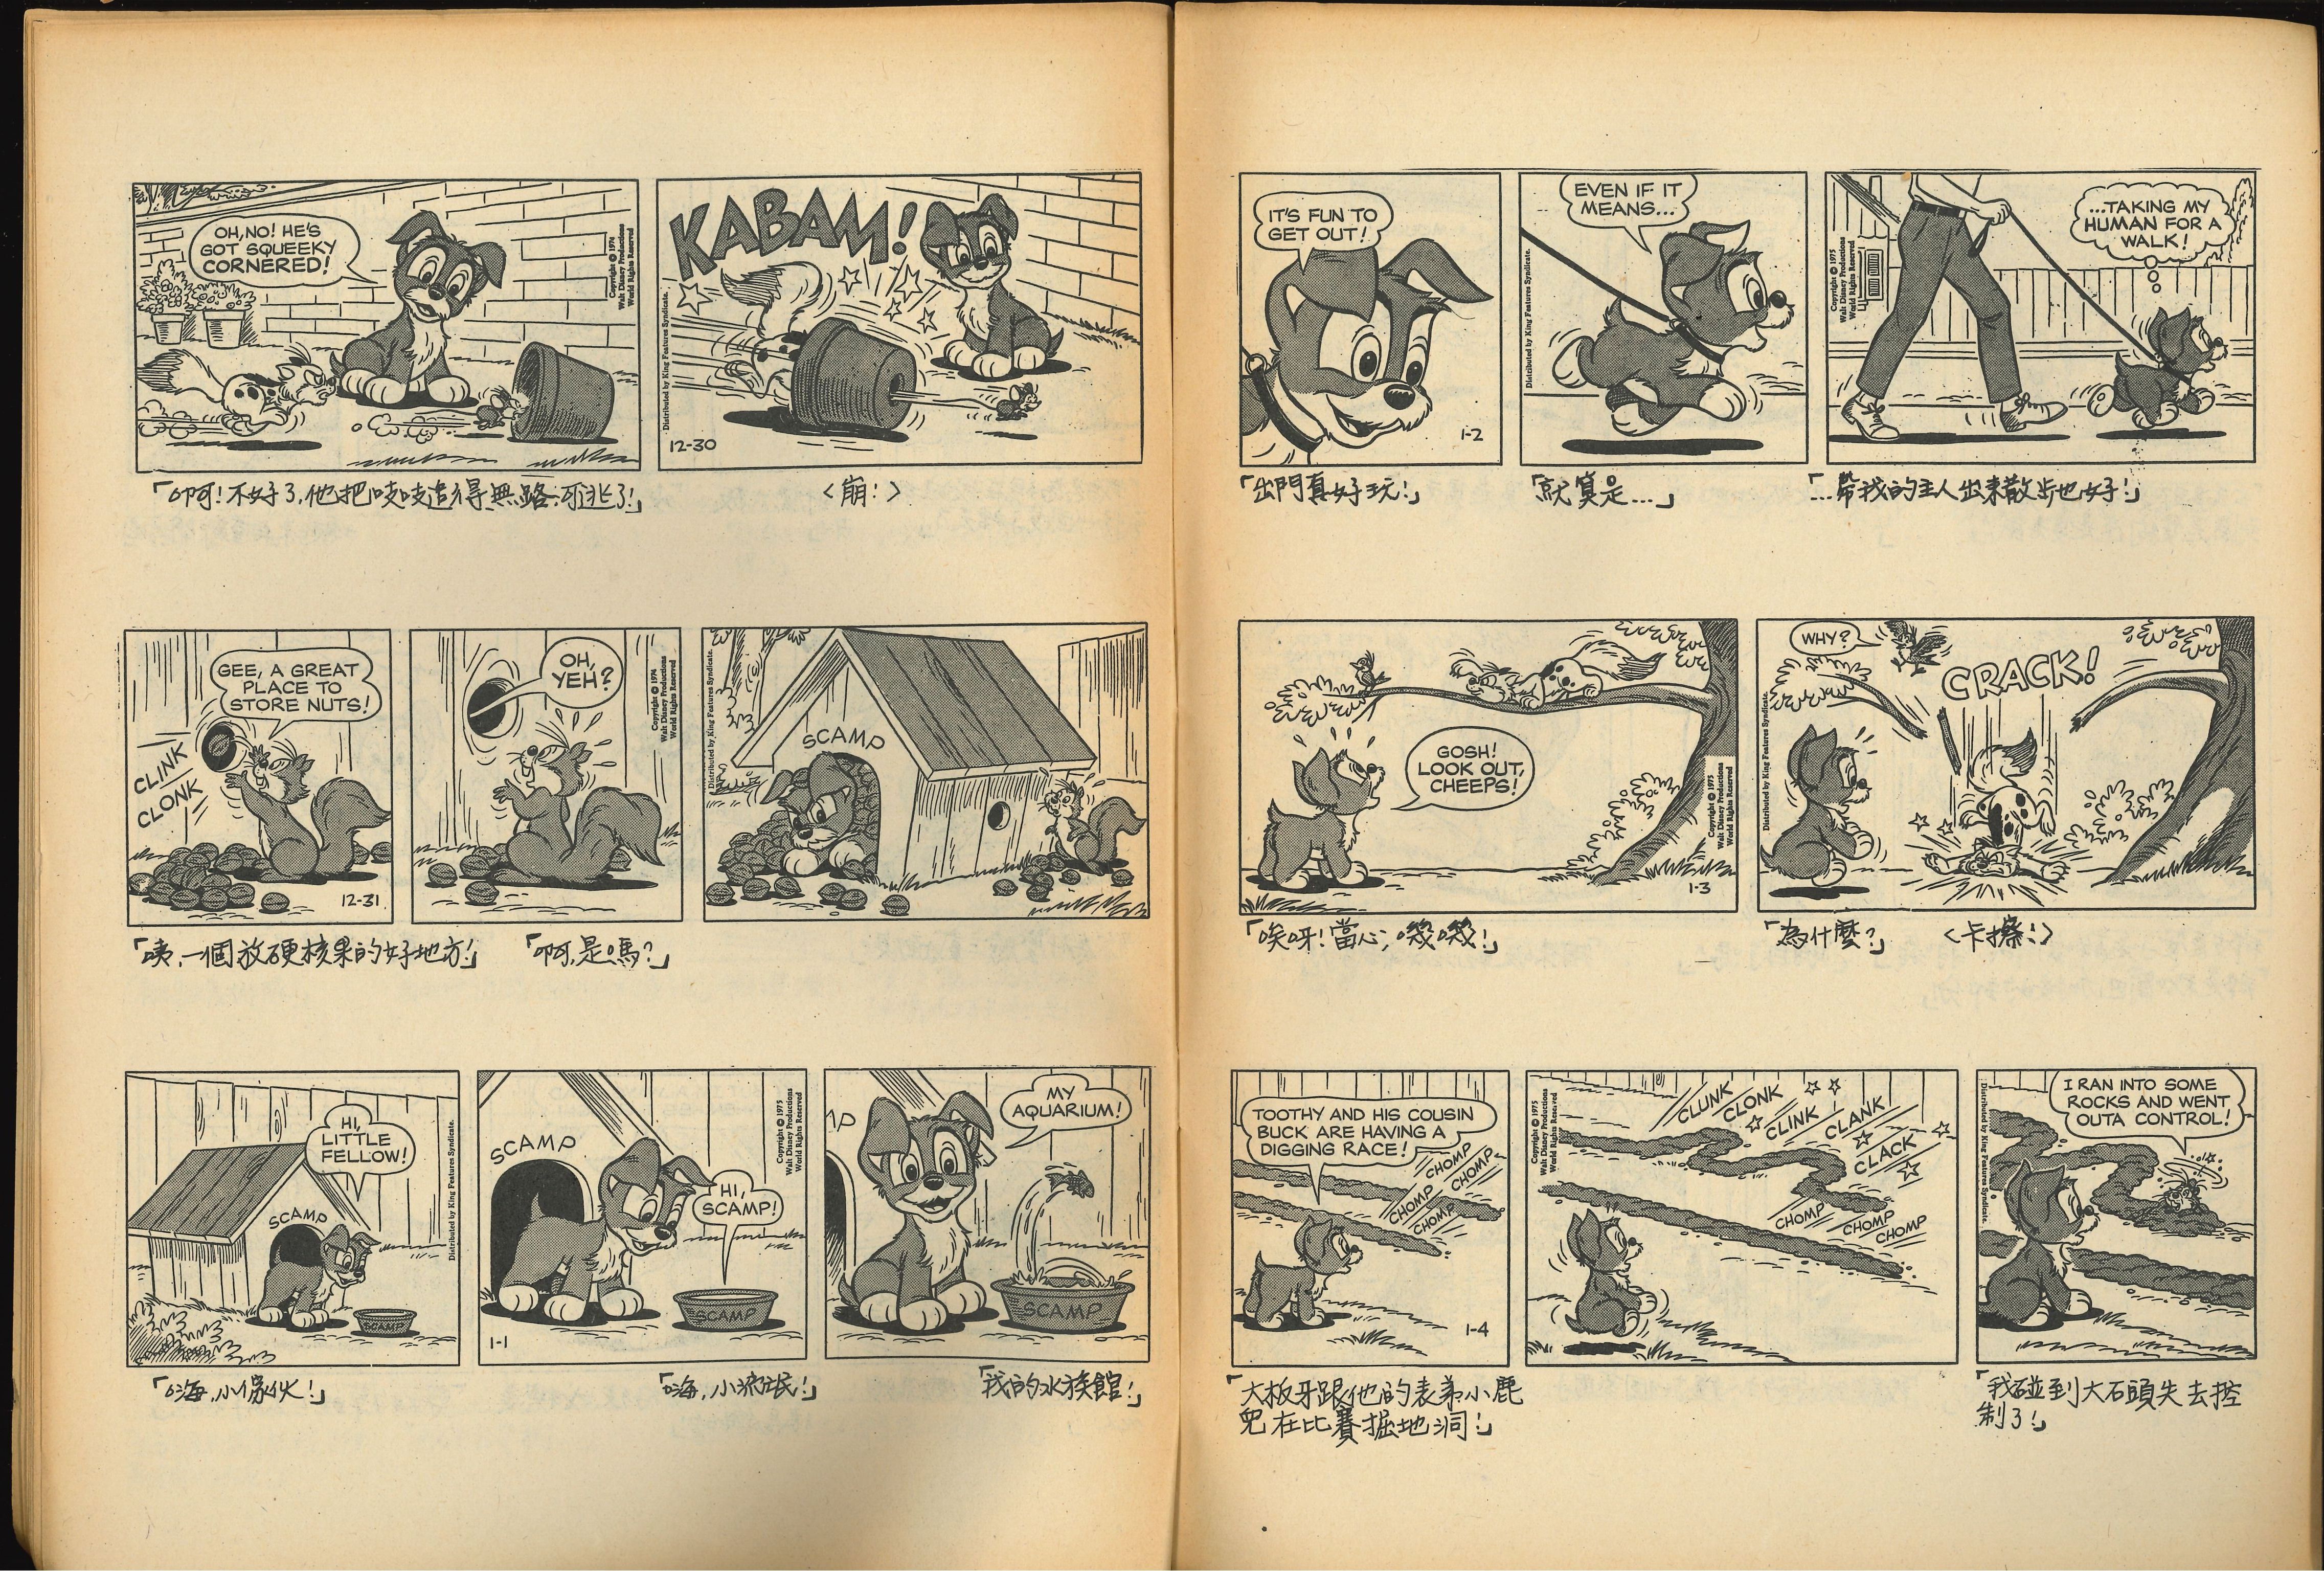 OH, NO! HE'S
GOT SQUEEKY
CORNERED!
Copyright © 1974
Walt Disney Productions
World Rights Reserved
KABAM!
Distributed by King Features Syndicate.
12-30
「啊!不好了,他把吱吱追得無路可逃了!」
〈崩!〉
GEE, A GREAT
PLACE TO
STORE NUTS!
CLINK
CLONK
12-31
OH,
YEH?
Copyright © 1974
Walt Disney Productions
World Rights Reserved
Distributed by King Features Syndicate.
SCAMP
「咦,一個放硬核果的好地方!」
「啊,是嗎?」
HI,
LITTLE
FELLOW!
SCAMP
SCAMP
Distributed by King Features Syndicate.
SCAMP
HI,
SCAMP!
SCAMP
1-1
Copyright © 1975
Walt Disney Productions
World Rights Reserved
MP
MY
AQUARIUM!
SCAMP
「嗨,小傢伙!」
「嗨,小流氓!」
「我的水族館!」
IT'S FUN TO
GET OUT!
1-2
EVEN IF IT
MEANS...
Distributed by King Features Syndicate.
...TAKING MY
HUMAN FOR A
WALK!
Copyright © 1975
Walt Disney Productions
World Rights Reserved
「出門真好玩!」
「就算是...」
「...帶我的主人出來散步也好!」
GOSH!
LOOK OUT,
CHEEPS!
Copyright © 1975
Walt Disney Productions
World Rights Reserved
1-3
WHY?
CRACK!
Distributed by King Features Syndicate.
「唉呀!當心,嘰嘰!」
「為什麼?」
〈卡擦!〉
TOOTHY AND HIS COUSIN
BUCK ARE HAVING A
DIGGING RACE!
CHOMP
CHOMP
CHOMP
CHOMP
1-4
Copyright © 1975
Walt Disney Productions
World Rights Reserved
CLUNK
CLONK
CLINK
CLANK
CLACK
CHOMP
CHOMP
CHOMP
I RAN INTO SOME
ROCKS AND WENT
OUTA CONTROL!
Distributed by King Features Syndicate.
「大板牙跟他的表弟小鹿
兒在比賽掘地洞!」
「我碰到大石頭失去控
制了!」